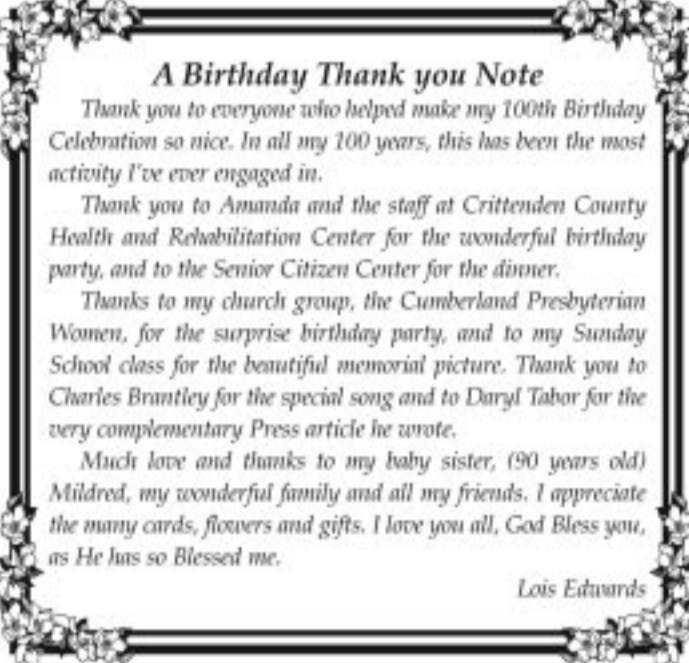 A Birthday Thank you Note
Thank you to everyone who helped make my 100th Birthday
Celebration so nice. In all my 100 years, this has been the most
activity I've ever engaged in.
Thank you to Amanda and the staff at Crittenden County
Health and Rehabilitation Center for the wonderful birthday
party, and to the Senior Citizen Center for the dinner.
Thanks to my church group, the Cumberland Presbyterian
Women, for the surprise birthday party, and to my Sunday
School class for the beautiful memorial picture. Thank you to
Charles Brantley for the special song and to Daryl Tabor for the
very complementary Press article he wrote.
Much love and thanks to my baby sister, (90 years old)
Mildred, my wonderful family and all my friends. I appreciate
the many cards, flowers and gifts. I love you all, God Bless you,
as He has so Blessed me.
Lois Edwards